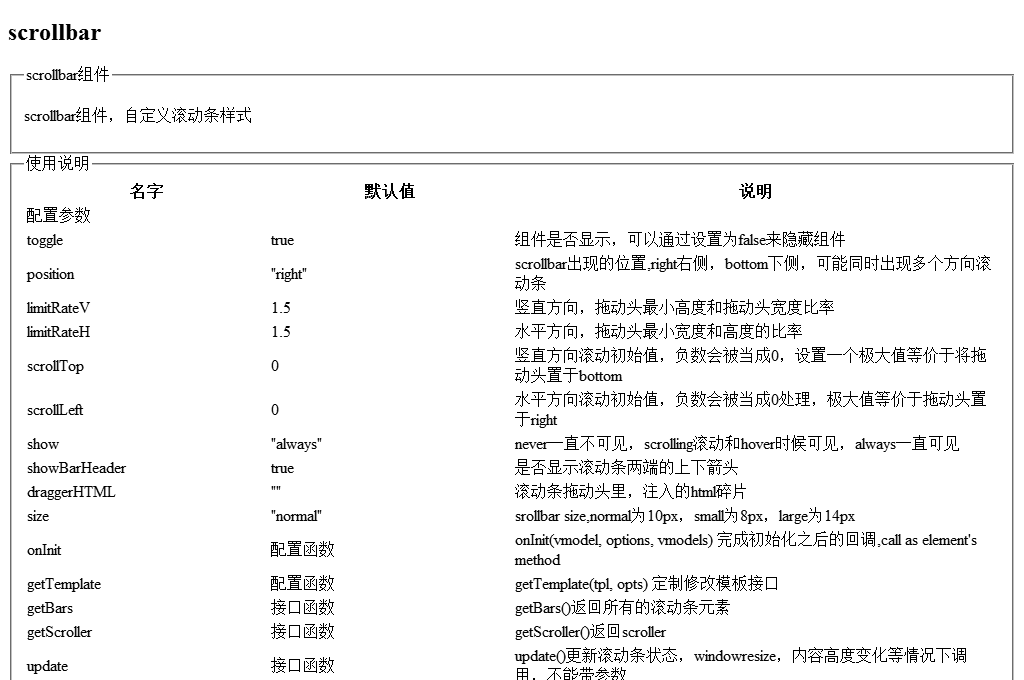 scrollbar
scrollbar组件
scrollbar组件，自定义滚动条样式
使用说明
名字 默认值 说明
配置参数
toggle true 组件是否显示，可以通过设置为false来隐藏组件
position "right" scrollbar出现的位置,right右侧，bottom下侧，可能同时出现多个方向滚
动条
limitRateV 1.5 竖直方向，拖动头最小高度和拖动头宽度比率
limitRateH 1.5 水平方向，拖动头最小宽度和高度的比率
scrollTop 0 竖直方向滚动初始值，负数会被当成0，设置一个极大值等价于将拖
动头置于bottom
scrollLeft 0 水平方向滚动初始值，负数会被当成0处理，极大值等价于拖动头置
于right
show "always" never一直不可见，scrolling滚动和hover时候可见，always一直可见
showBarHeader true 是否显示滚动条两端的上下箭头
draggerHTML "" 滚动条拖动头里，注入的html碎片
size "normal" srollbar size,normal为10px，small为8px，large为14px
onInit 配置函数 onInit(vmodel, options, vmodels) 完成初始化之后的回调,call as element's
method
getTemplate 配置函数 getTemplate(tpl, opts) 定制修改模板接口
getBars 接口函数 getBars()返回所有的滚动条元素
getScroller 接口函数 getScroller()返回scroller
update 接口函数 update()更新滚动条状态，windowresize，内容高度变化等情况下调
用，不能带参数